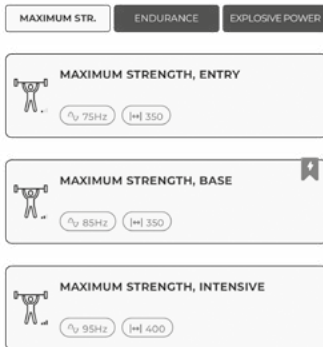 MAXIMUM STR.
ENDURANCE
EXPLOSIVE POWER
MAXIMUM STRENGTH, ENTRY
75Hz 350
MAXIMUM STRENGTH, BASE
85Hz 350
MAXIMUM STRENGTH, INTENSIVE
95Hz 400